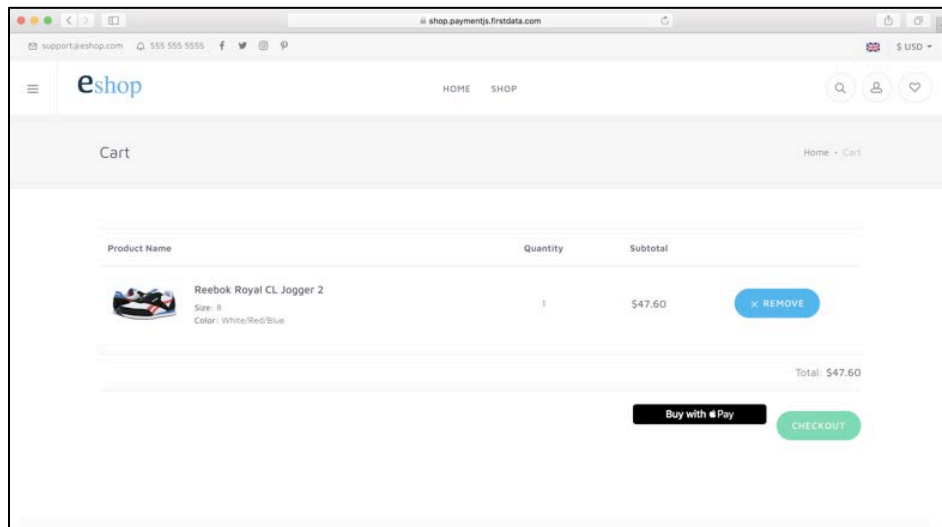 shop.paymentjs.firstdata.com
support@eshop.com 555 555 5555 $ USD
eshop HOME SHOP
Cart Home - Cart
Product Name Quantity Subtotal
Reebok Royal CL Jogger 2
Size: 8
Color: White/Red/Blue
1 $47.60 × REMOVE
Total: $47.60
Buy with Pay
CHECKOUT